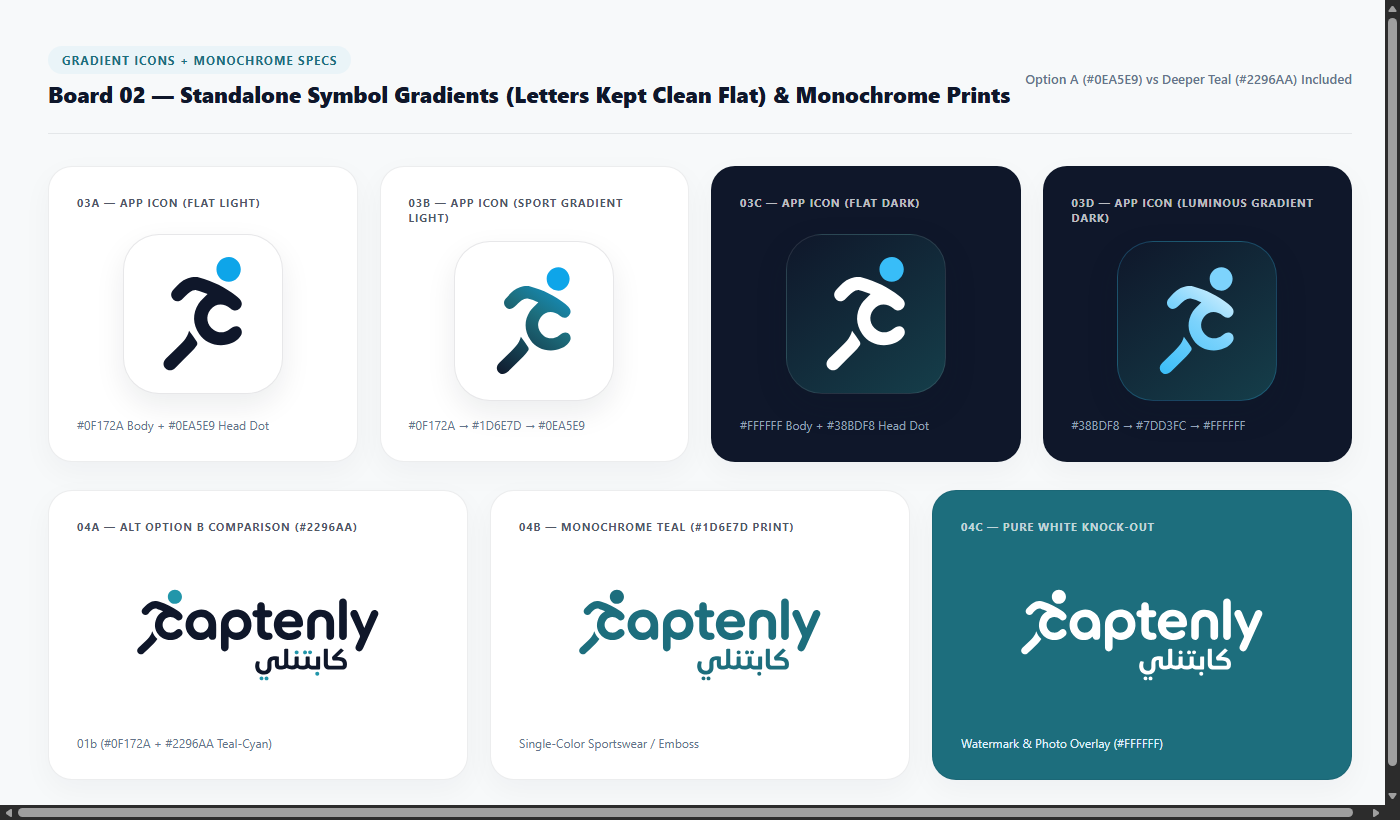 GRADIENT ICONS + MONOCHROME SPECS
Board 02 — Standalone Symbol Gradients (Letters Kept Clean Flat) & Monochrome Prints
Option A (#0EA5E9) vs Deeper Teal (#2296AA) Included
03A — APP ICON (FLAT LIGHT)
#0F172A Body + #0EA5E9 Head Dot
03B — APP ICON (SPORT GRADIENT
LIGHT)
#0F172A → #1D6E7D → #0EA5E9
03C — APP ICON (FLAT DARK)
#FFFFFF Body + #38BDF8 Head Dot
03D — APP ICON (LUMINOUS GRADIENT
DARK)
#38BDF8 → #7DD3FC → #FFFFFF
04A — ALT OPTION B COMPARISON (#2296AA)
captenly
كابتنلي
01b (#0F172A + #2296AA Teal-Cyan)
04B — MONOCHROME TEAL (#1D6E7D PRINT)
captenly
كابتنلي
Single-Color Sportswear / Emboss
04C — PURE WHITE KNOCK-OUT
captenly
كابتنلي
Watermark & Photo Overlay (#FFFFFF)